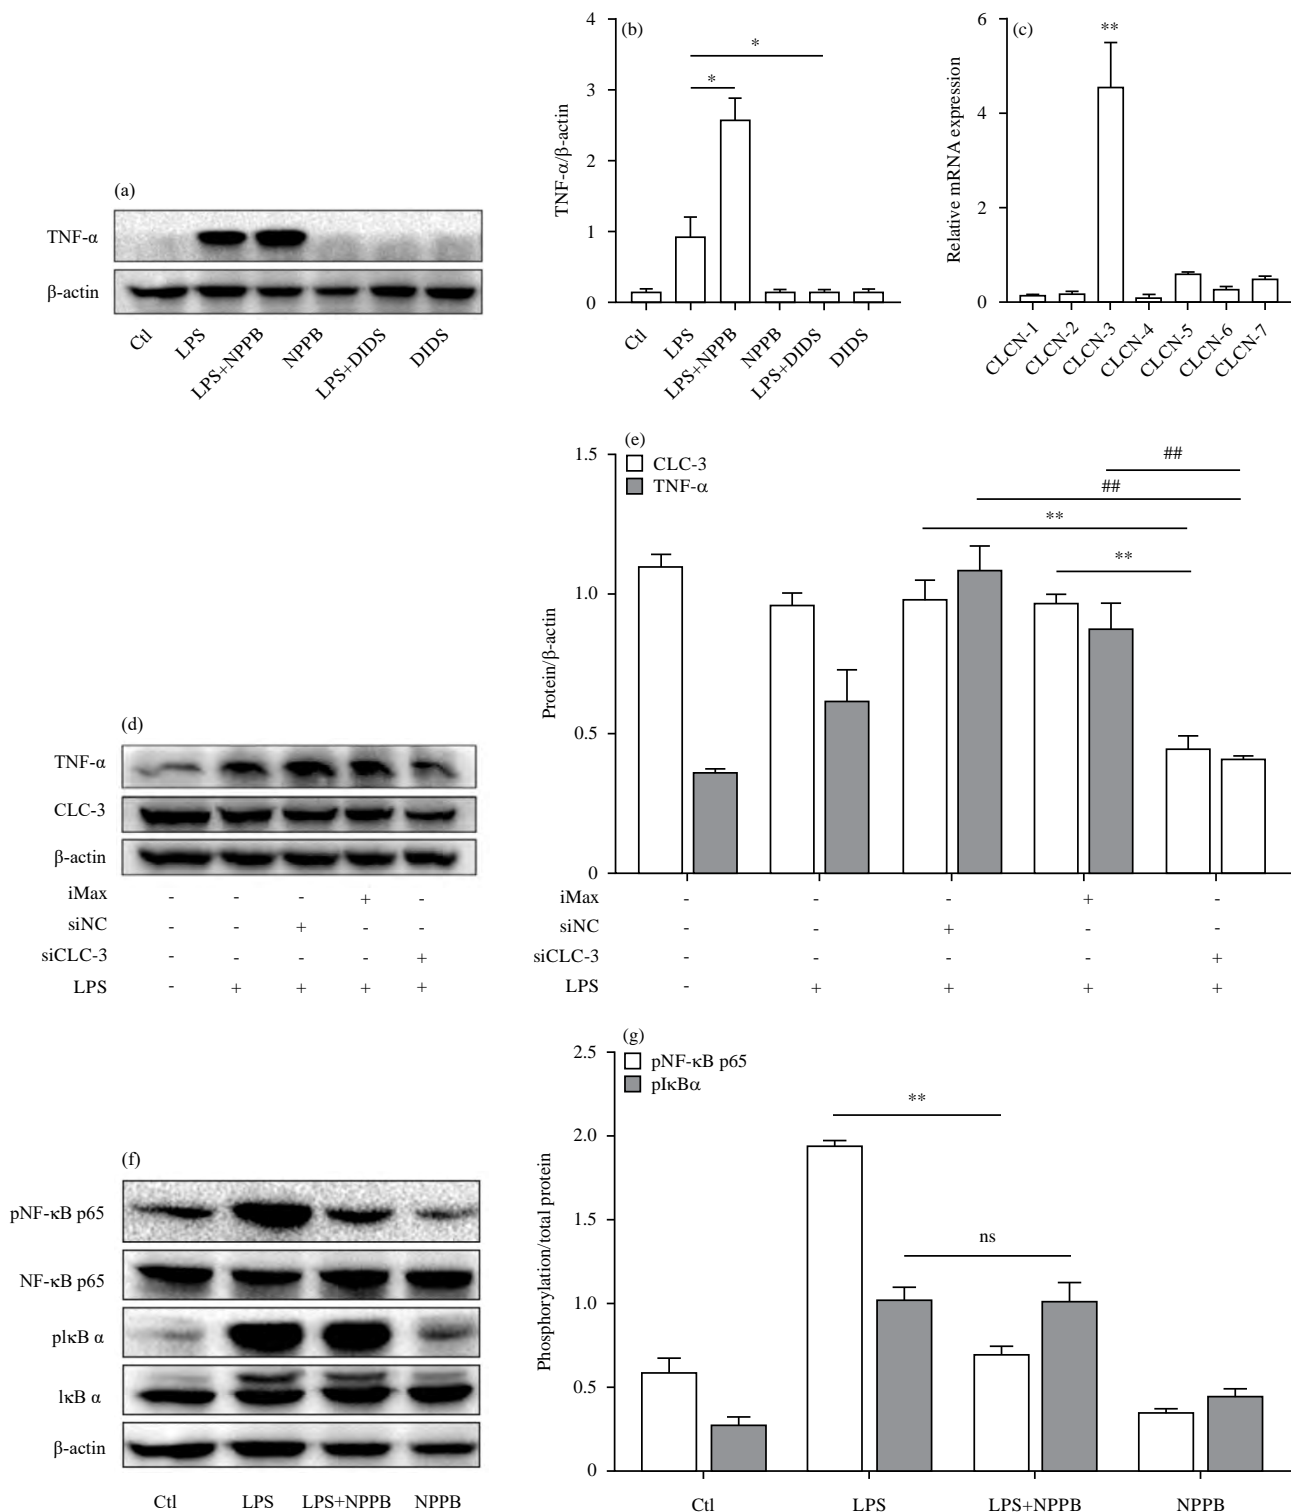 (a)
TNF-α
β-actin
Ctl
LPS
LPS+NPPB
NPPB
LPS+DIDS
DIDS
(b)
TNF-α/β-actin
4
3
2
1
0
*
*
Ctl
LPS
LPS+NPPB
NPPB
LPS+DIDS
DIDS
(c)
Relative mRNA expression
6
4
2
0
**
CLCN-1
CLCN-2
CLCN-3
CLCN-4
CLCN-5
CLCN-6
CLCN-7
(d)
TNF-α
CLC-3
β-actin
iMax - - - + -
siNC - - + - -
siCLC-3 - - - - +
LPS - + + + +
(e)
CLC-3
TNF-α
Protein/β-actin
1.5
1.0
0.5
0
##
##
**
**
iMax - - - + -
siNC - - + - -
siCLC-3 - - - - +
LPS - + + + +
(f)
pNF-κB p65
NF-κB p65
plκB α
lκB α
β-actin
Ctl LPS LPS+NPPB NPPB
(g)
pNF-κB p65
pIκBα
Phosphorylation/total protein
2.5
2.0
1.5
1.0
0.5
0
**
ns
Ctl LPS LPS+NPPB NPPB